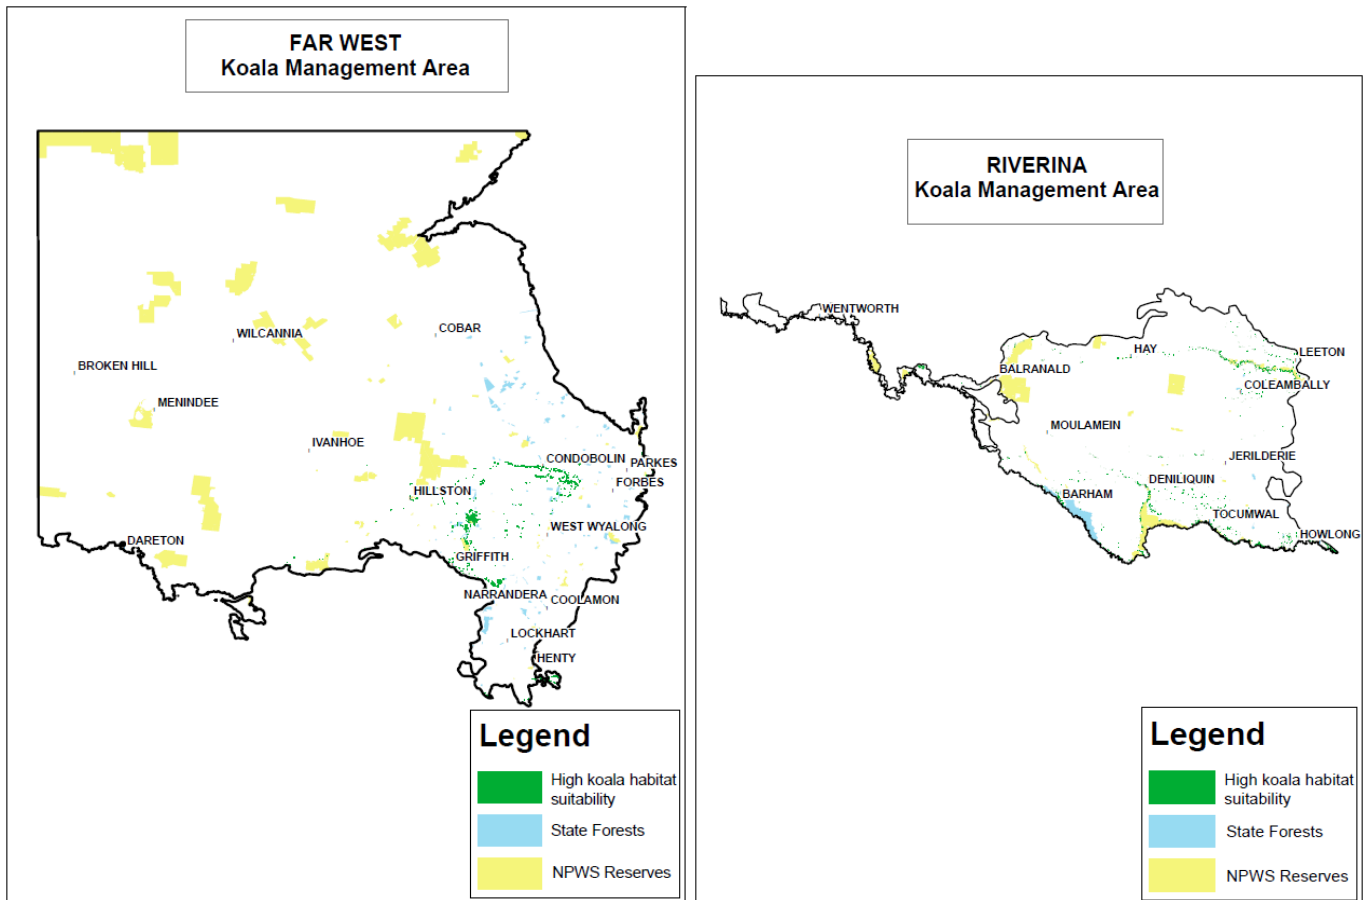 FAR WEST
Koala Management Area
WILCANNIA
COBAR
BROKEN HILL
MENINDEE
IVANHOE
CONDOBOLIN
PARKES
HILLSTON
FORBES
WEST WYALONG
DARETON
GRIFFITH
NARRANDERA
COOLAMON
LOCKHART
HENTY
Legend
High koala habitat
suitability
State Forests
NPWS Reserves
RIVERINA
Koala Management Area
WENTWORTH
HAY
LEETON
BALRANALD
COLEAMBALLY
MOULAMEIN
JERILDERIE
DENILIQUIN
BARHAM
TOCUMWAL
HOWLONG
Legend
High koala habitat
suitability
State Forests
NPWS Reserves